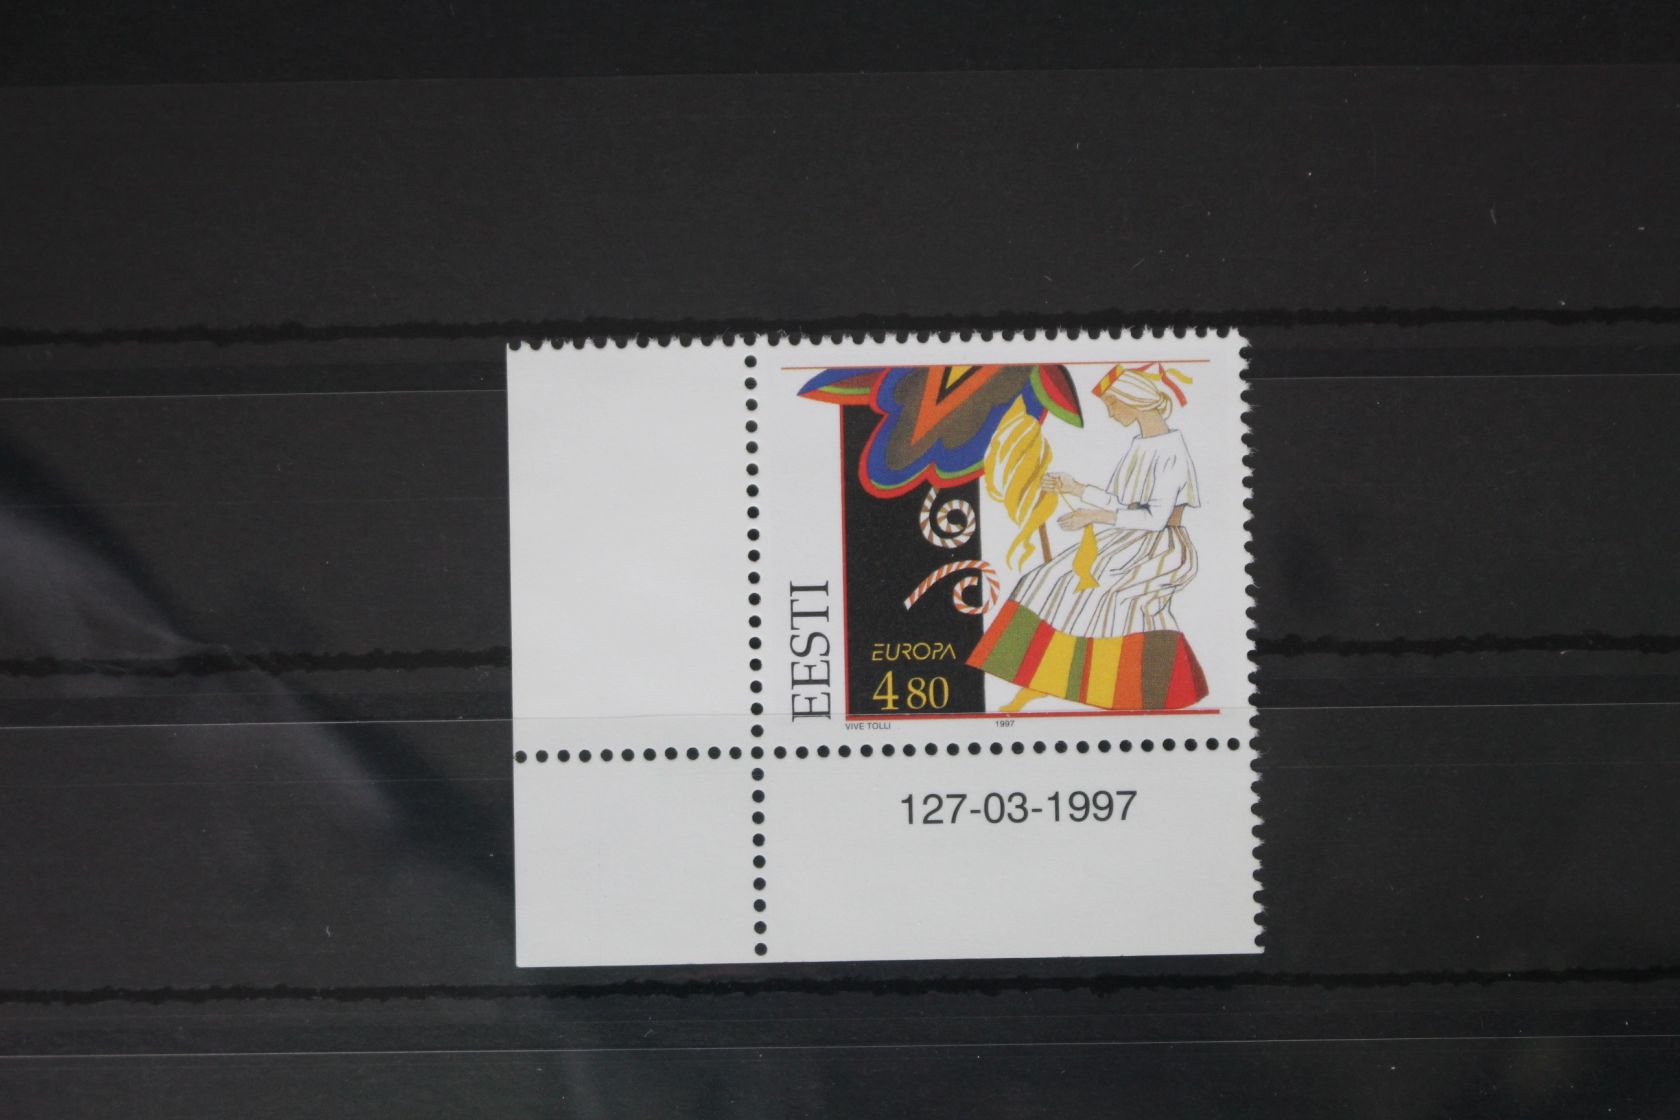 EESTI
EUROPA
4 80
VIVE TOLLI 1997
127-03-1997